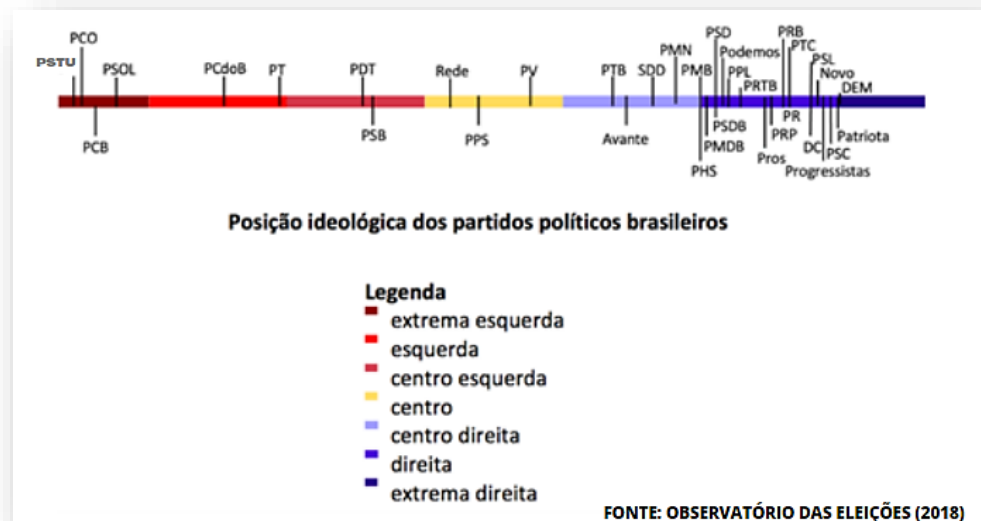 PSTU PCO PSOL PCdoB PT PDT Rede PV PTB SDD PMN PMB PSD Podemos PPL PRTB PRB PTC PSL Novo DEM
PCB PSB PPS Avante PHS PMDB PSDB Pros PRP PR DC Progressistas PSC Patriota
Posição ideológica dos partidos políticos brasileiros
Legenda
extrema esquerda
esquerda
centro esquerda
centro
centro direita
direita
extrema direita
FONTE: OBSERVATÓRIO DAS ELEIÇÕES (2018)